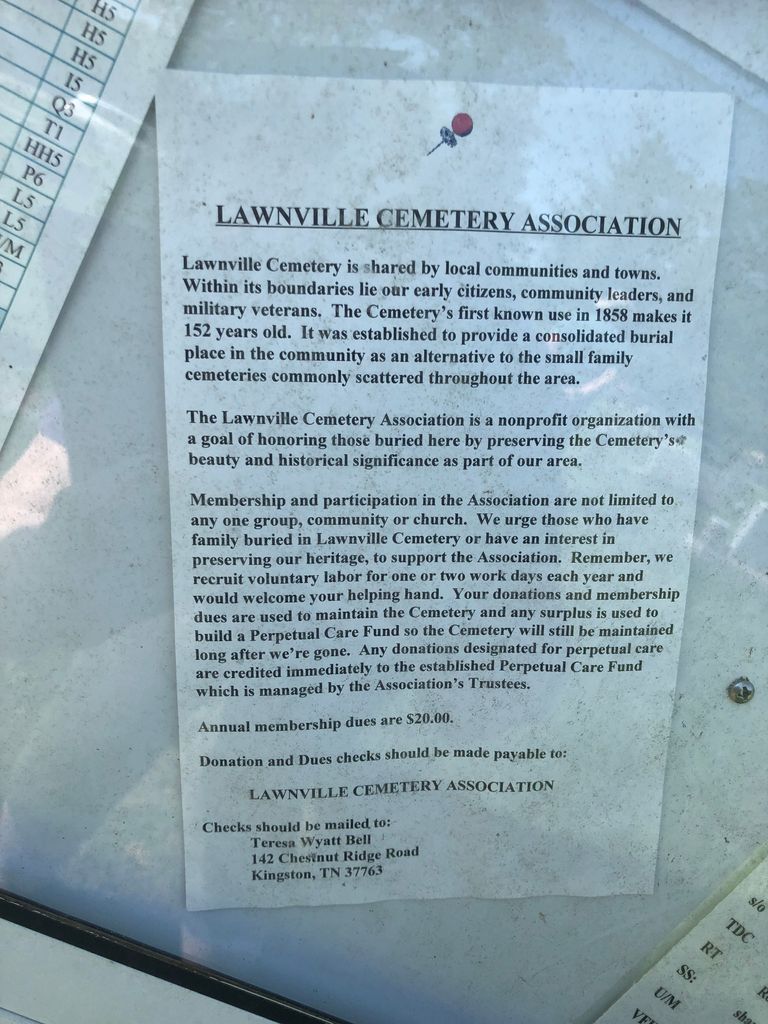 H5
H5
H5
I5
Q3
T1
HH5
P6
L5
L5
/M
LAWNVILLE CEMETERY ASSOCIATION
Lawnville Cemetery is shared by local communities and towns.
Within its boundaries lie our early citizens, community leaders, and
military veterans. The Cemetery's first known use in 1858 makes it
152 years old. It was established to provide a consolidated burial
place in the community as an alternative to the small family
cemeteries commonly scattered throughout the area.
The Lawnville Cemetery Association is a nonprofit organization with
a goal of honoring those buried here by preserving the Cemetery's
beauty and historical significance as part of our area.
Membership and participation in the Association are not limited to
any one group, community or church. We urge those who have
family buried in Lawnville Cemetery or have an interest in
preserving our heritage, to support the Association. Remember, we
recruit voluntary labor for one or two work days each year and
would welcome your helping hand. Your donations and membership
dues are used to maintain the Cemetery and any surplus is used to
build a Perpetual Care Fund so the Cemetery will still be maintained
long after we're gone. Any donations designated for perpetual care
are credited immediately to the established Perpetual Care Fund
which is managed by the Association's Trustees.
Annual membership dues are $20.00.
Donation and Dues checks should be made payable to:
LAWNVILLE CEMETERY ASSOCIATION
Checks should be mailed to:
Teresa Wyatt Bell
142 Chestnut Ridge Road
Kingston, TN 37763
s/o
TDC
RT
SS:
U/M